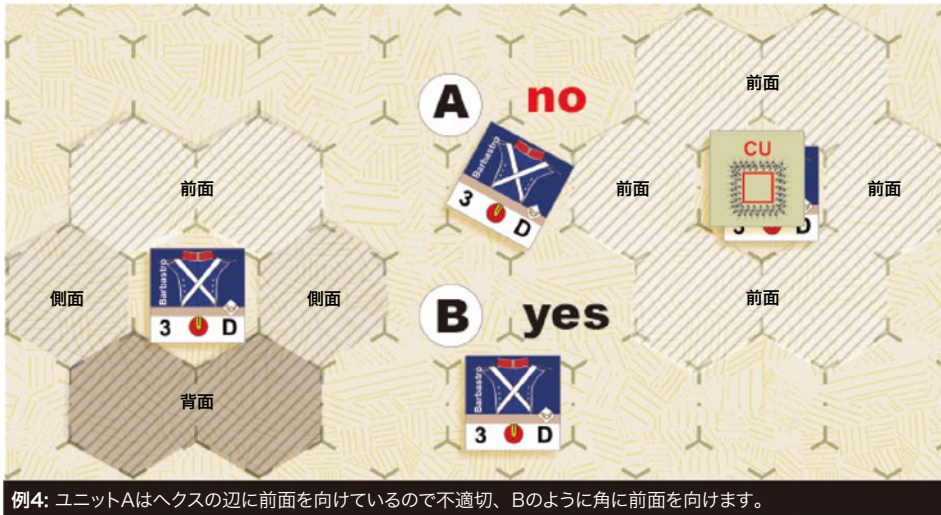 A no
Barbastro
3 D
前面
側面
Barbastro
側面
3 D
背面
B yes
Barbastro
3 D
前面
前面
CU
前面
3 D
前面
例4: ユニットAはヘクスの辺に前面を向けているので不適切、Bのように角に前面を向けます。